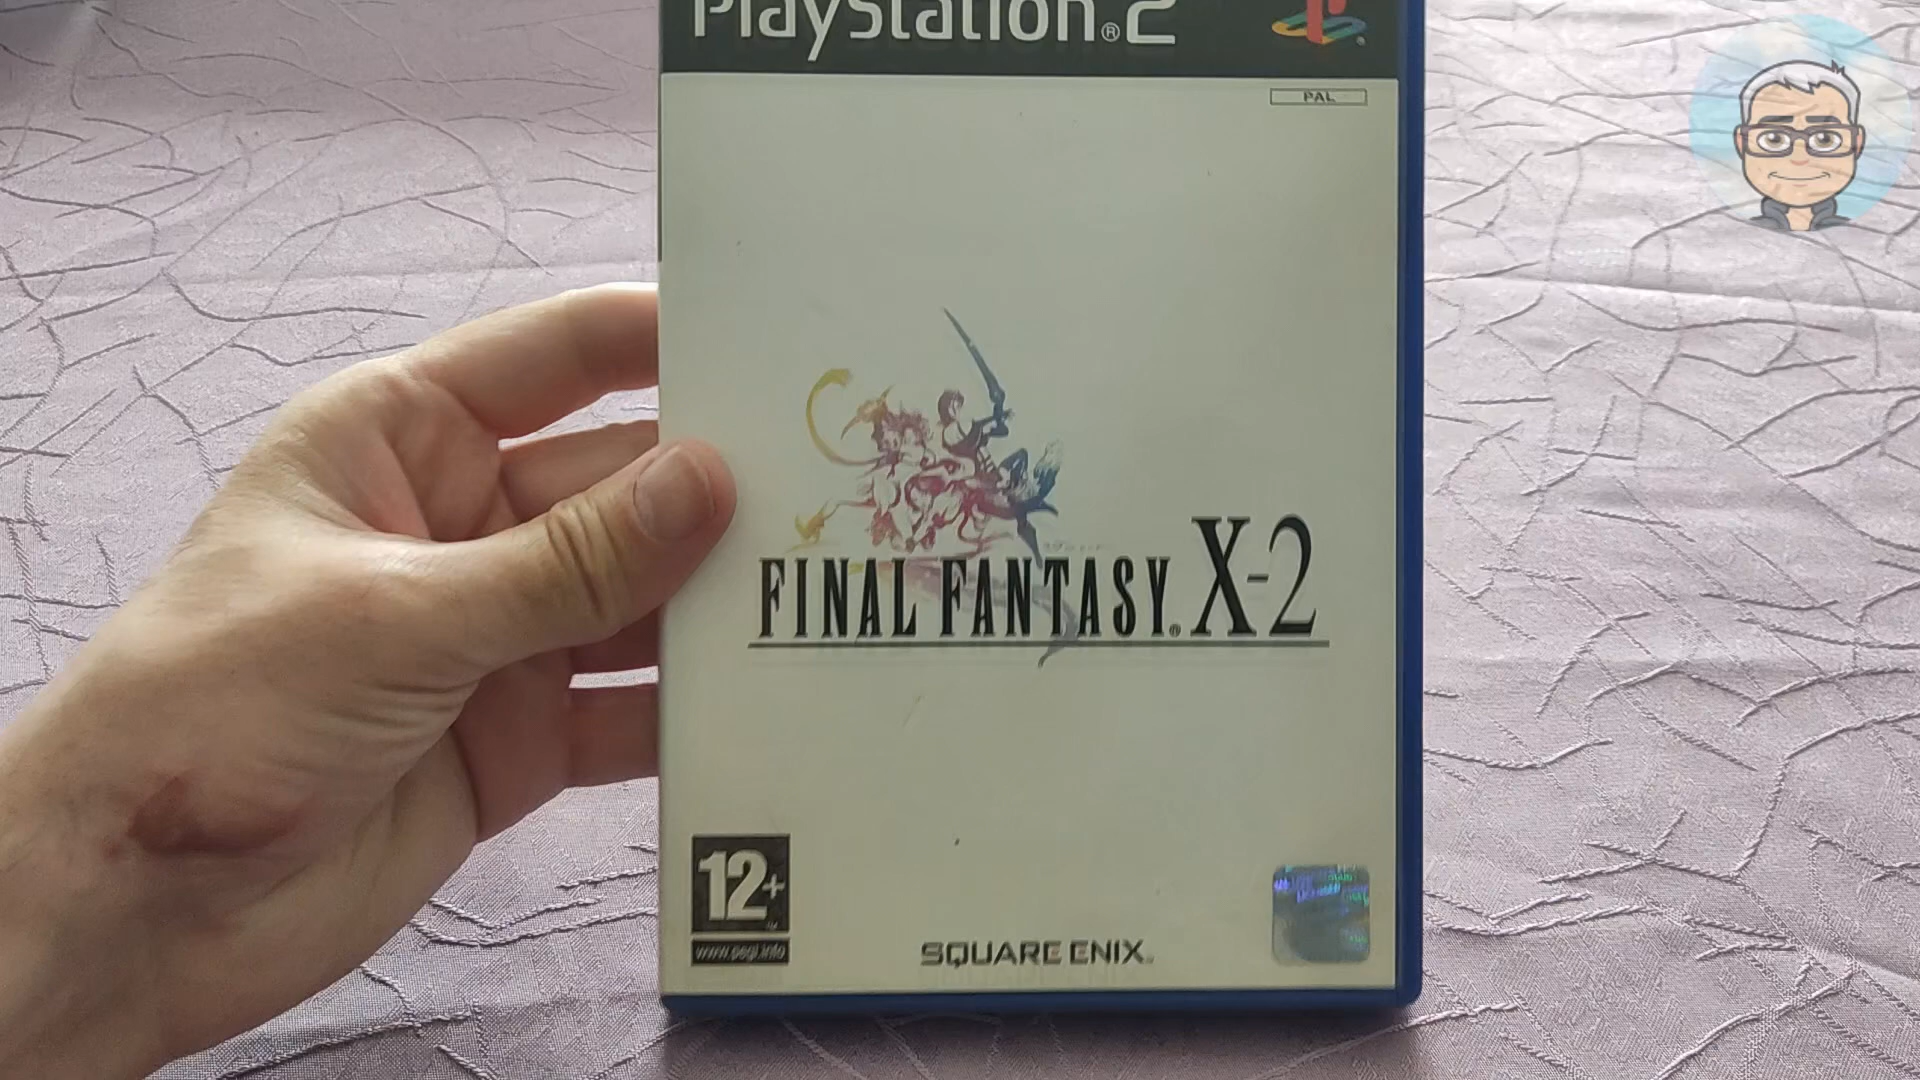 PlayStation®2
PAL
FINAL FANTASY® X-2
12+
www.pegi.info
SQUARE ENIX